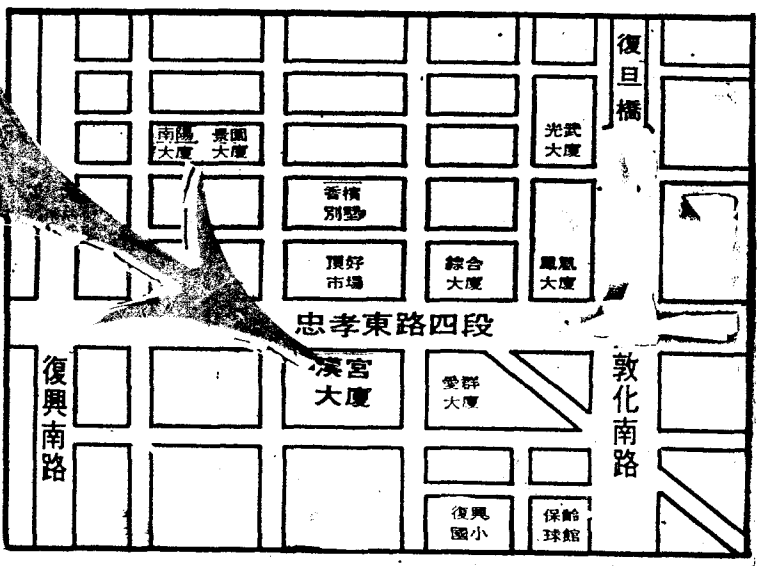 復旦橋
南陽
大廈
景園
大廈
光武
大廈
香檳
別墅
頂好
市場
綜合
大廈
鳳凰
大廈
忠孝東路四段
漢宮
大廈
愛群
大廈
復興南路
敦化南路
復興
國小
保齡
球館